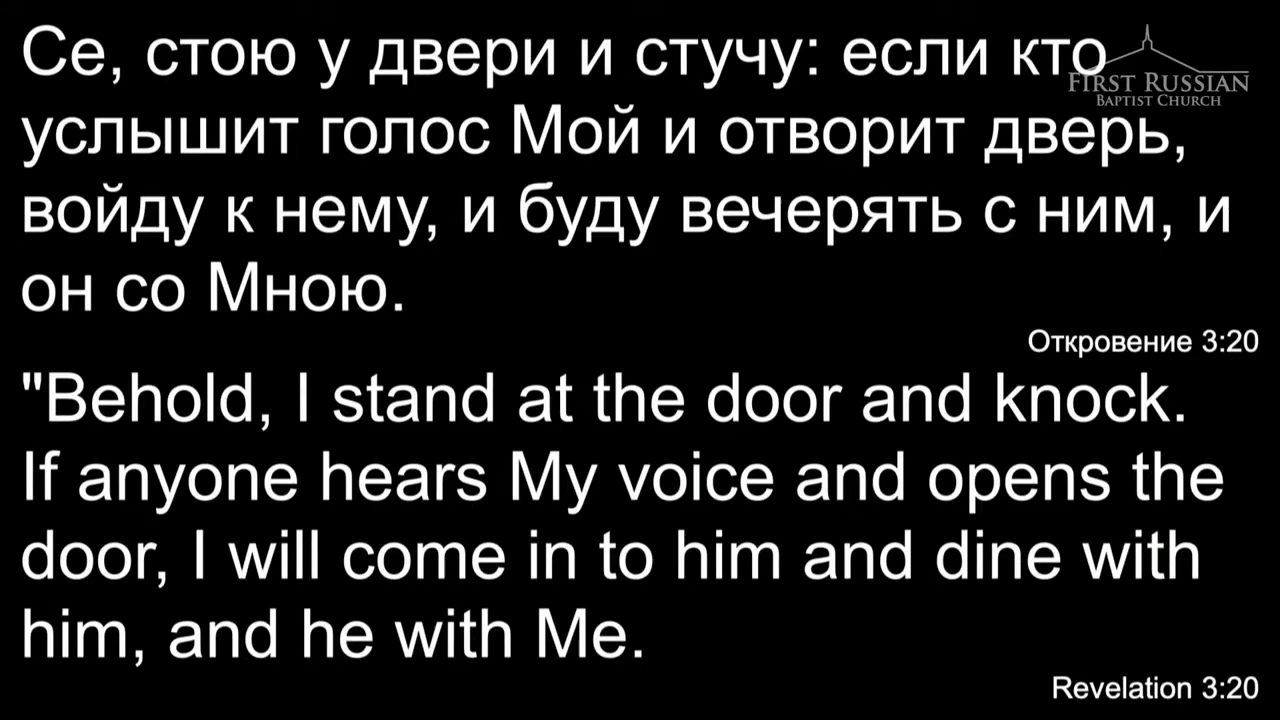 Се, стою у двери и стучу: если кто
FIRST RUSSIAN
BAPTIST CHURCH
услышит голос Мой и отворит дверь,
войду к нему, и буду вечерять с ним, и
он со Мною.
Откровение 3:20
"Behold, I stand at the door and knock.
If anyone hears My voice and opens the
door, I will come in to him and dine with
him, and he with Me.
Revelation 3:20